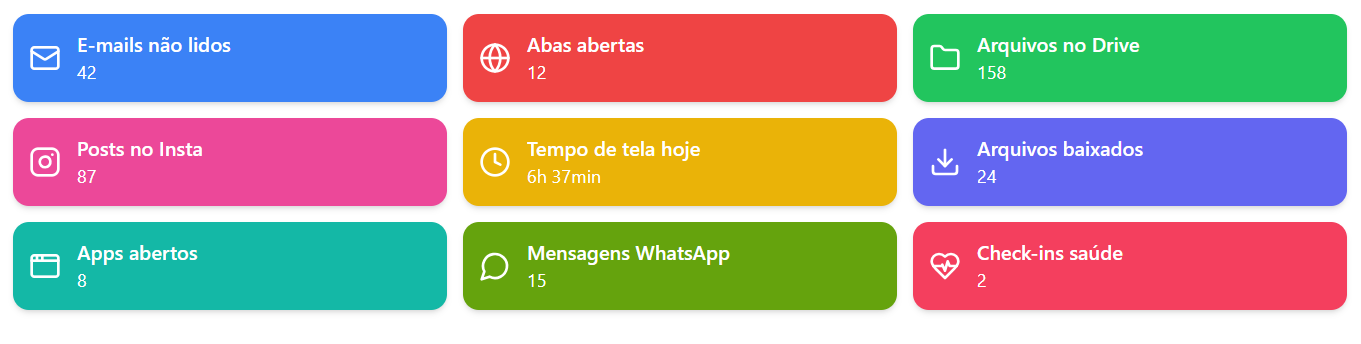 E-mails não lidos
42
Abas abertas
12
Arquivos no Drive
158
Posts no Insta
87
Tempo de tela hoje
6h 37min
Arquivos baixados
24
Apps abertos
8
Mensagens WhatsApp
15
Check-ins saúde
2